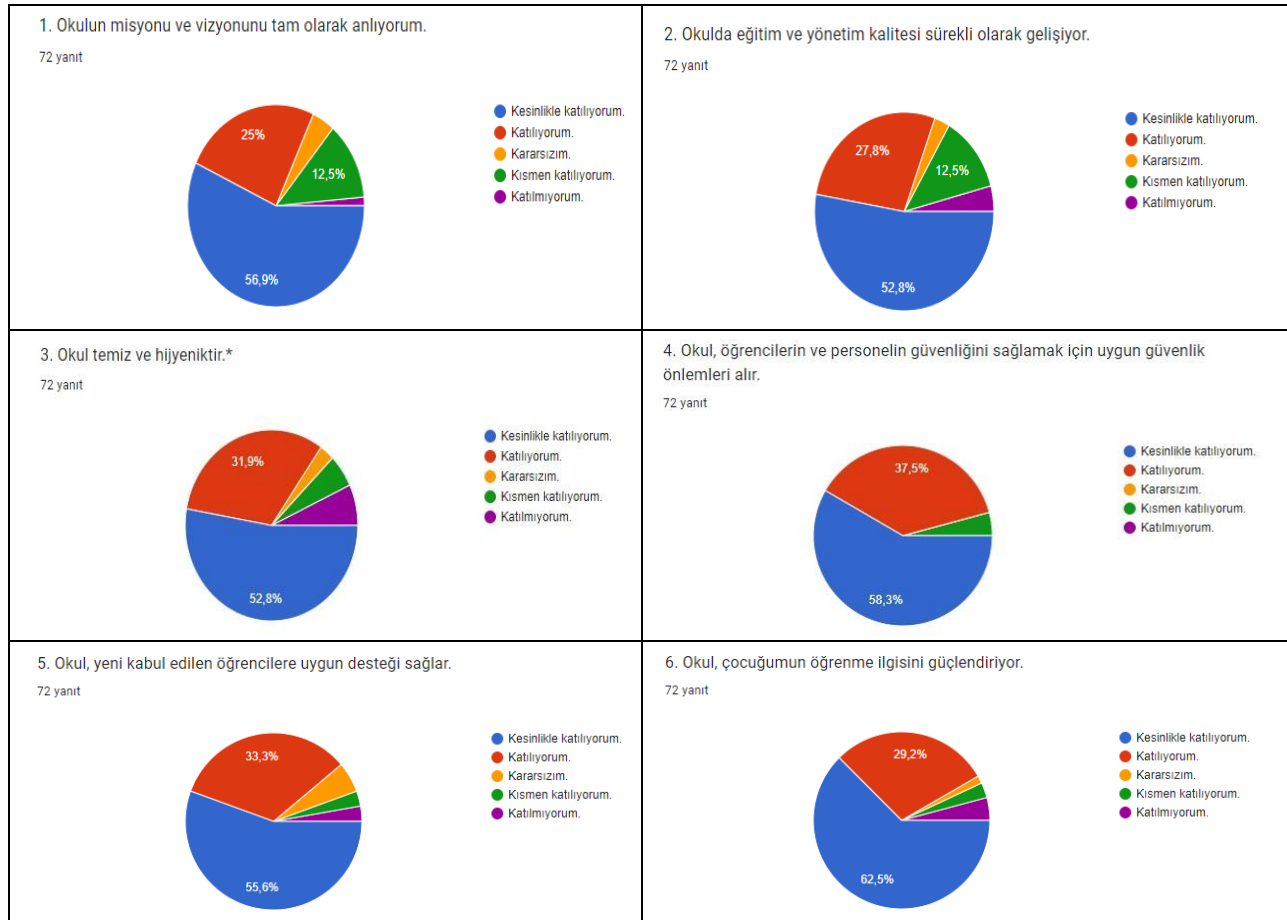 1. Okulun misyonu ve vizyonunu tam olarak anlıyorum.
72 yanıt
25%
12,5%
56,9%
Kesinlikle katılıyorum.
Katılıyorum.
Kararsızım.
Kısmen katılıyorum.
Katılmıyorum.
2. Okulda eğitim ve yönetim kalitesi sürekli olarak gelişiyor.
72 yanıt
27,8%
12,5%
52,8%
Kesinlikle katılıyorum.
Katılıyorum.
Kararsızım.
Kısmen katılıyorum.
Katılmıyorum.
3. Okul temiz ve hijyeniktir.*
72 yanıt
31,9%
52,8%
Kesinlikle katılıyorum.
Katılıyorum.
Kararsızım.
Kısmen katılıyorum.
Katılmıyorum.
4. Okul, öğrencilerin ve personelin güvenliğini sağlamak için uygun güvenlik
önlemleri alır.
72 yanıt
37,5%
58,3%
Kesinlikle katılıyorum.
Katılıyorum.
Kararsızım.
Kısmen katılıyorum.
Katılmıyorum.
5. Okul, yeni kabul edilen öğrencilere uygun desteği sağlar.
72 yanıt
33,3%
55,6%
Kesinlikle katılıyorum.
Katılıyorum.
Kararsızım.
Kısmen katılıyorum.
Katılmıyorum.
6. Okul, çocuğumun öğrenme ilgisini güçlendiriyor.
72 yanıt
29,2%
62,5%
Kesinlikle katılıyorum.
Katılıyorum.
Kararsızım.
Kısmen katılıyorum.
Katılmıyorum.